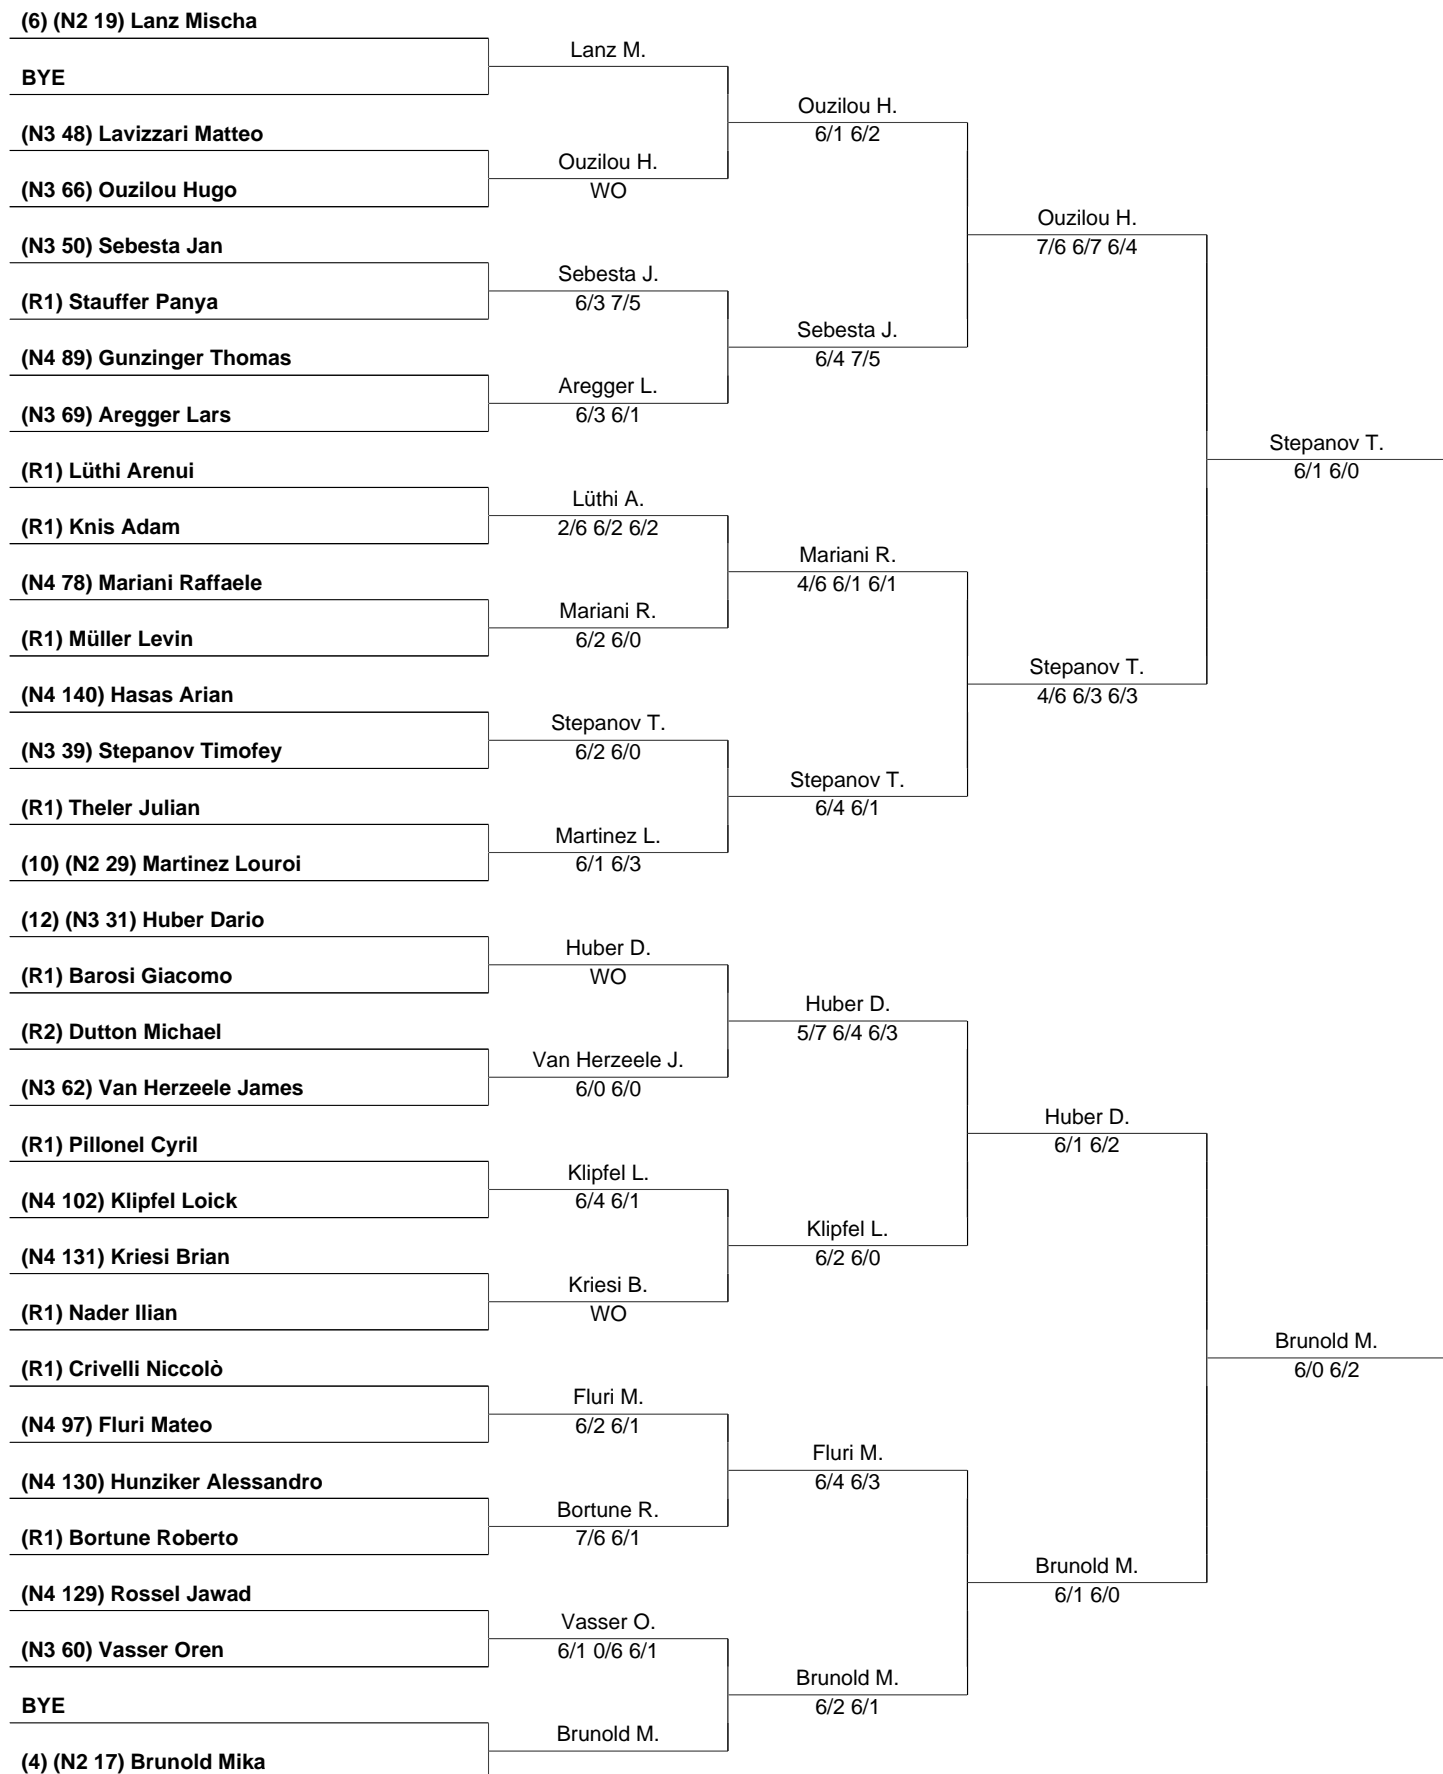 (6) (N2 19) Lanz Mischa
BYE
(N3 48) Lavizzari Matteo
(N3 66) Ouzilou Hugo
(N3 50) Sebesta Jan
(R1) Stauffer Panya
(N4 89) Gunzinger Thomas
(N3 69) Aregger Lars
(R1) Lüthi Arenui
(R1) Knis Adam
(N4 78) Mariani Raffaele
(R1) Müller Levin
(N4 140) Hasas Arian
(N3 39) Stepanov Timofey
(R1) Theler Julian
(10) (N2 29) Martinez Louroi
(12) (N3 31) Huber Dario
(R1) Barosi Giacomo
(R2) Dutton Michael
(N3 62) Van Herzeele James
(R1) Pillonel Cyril
(N4 102) Klipfel Loick
(N4 131) Kriesi Brian
(R1) Nader Ilian
(R1) Crivelli Niccolò
(N4 97) Fluri Mateo
(N4 130) Hunziker Alessandro
(R1) Bortune Roberto
(N4 129) Rossel Jawad
(N3 60) Vasser Oren
BYE
(4) (N2 17) Brunold Mika
Lanz M.
Ouzilou H.
WO
Sebesta J.
6/3 7/5
Aregger L.
6/3 6/1
Lüthi A.
2/6 6/2 6/2
Mariani R.
6/2 6/0
Stepanov T.
6/2 6/0
Martinez L.
6/1 6/3
Huber D.
WO
Van Herzeele J.
6/0 6/0
Klipfel L.
6/4 6/1
Kriesi B.
WO
Fluri M.
6/2 6/1
Bortune R.
7/6 6/1
Vasser O.
6/1 0/6 6/1
Brunold M.
Ouzilou H.
6/1 6/2
Sebesta J.
6/4 7/5
Mariani R.
4/6 6/1 6/1
Stepanov T.
6/4 6/1
Huber D.
5/7 6/4 6/3
Klipfel L.
6/2 6/0
Fluri M.
6/4 6/3
Brunold M.
6/2 6/1
Ouzilou H.
7/6 6/7 6/4
Stepanov T.
4/6 6/3 6/3
Huber D.
6/1 6/2
Brunold M.
6/1 6/0
Stepanov T.
6/1 6/0
Brunold M.
6/0 6/2